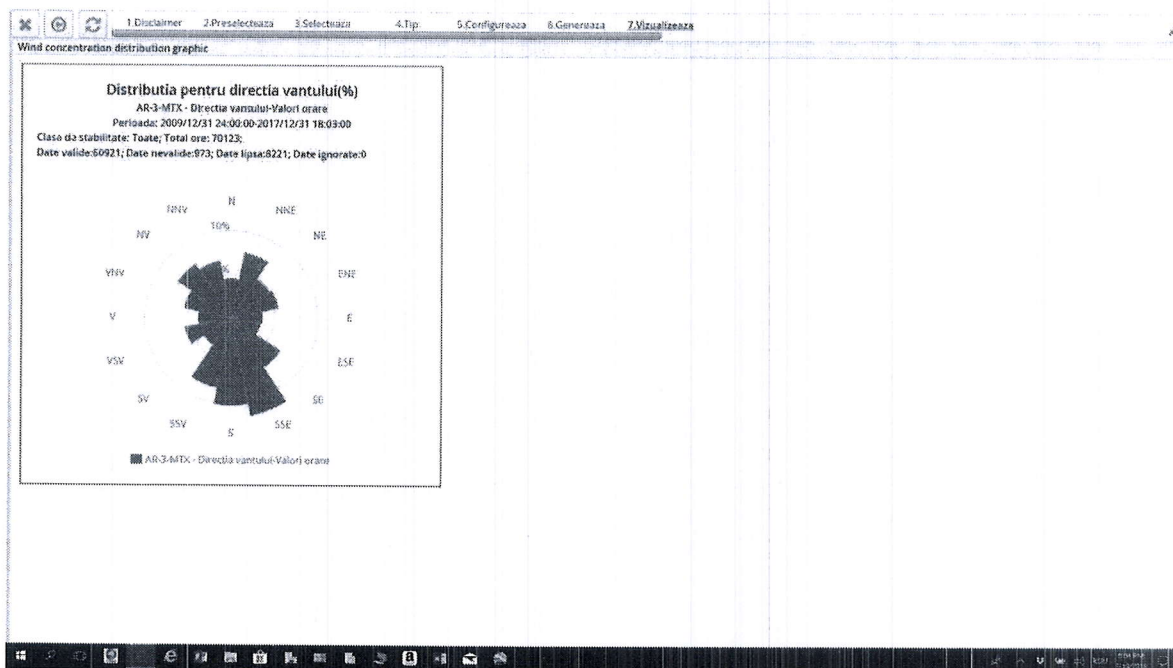 1.Disclaimer 2.Preselecteaza 3.Selecteaza 4.Tip 5.Configureaza 6.Genereaza 7.Vizualizeaza
Wind concentration distribution graphic
Distributia pentru directia vantului(%)
AR-3-MTX - Directia vantului-Valori orare
Perioada: 2009/12/31 24:00:00-2017/12/31 18:03:00
Clasa de stabilitate: Toate; Total ore: 70123;
Date valide:60921; Date nevalide:973; Date lipsa:8221; Date ignorate:0
N
NNV NNE
10%
NV NE
%
VNV ENE
V E
VSV ESE
SV SE
SSV SSE
S
AR-3-MTX - Directia vantului-Valori orare